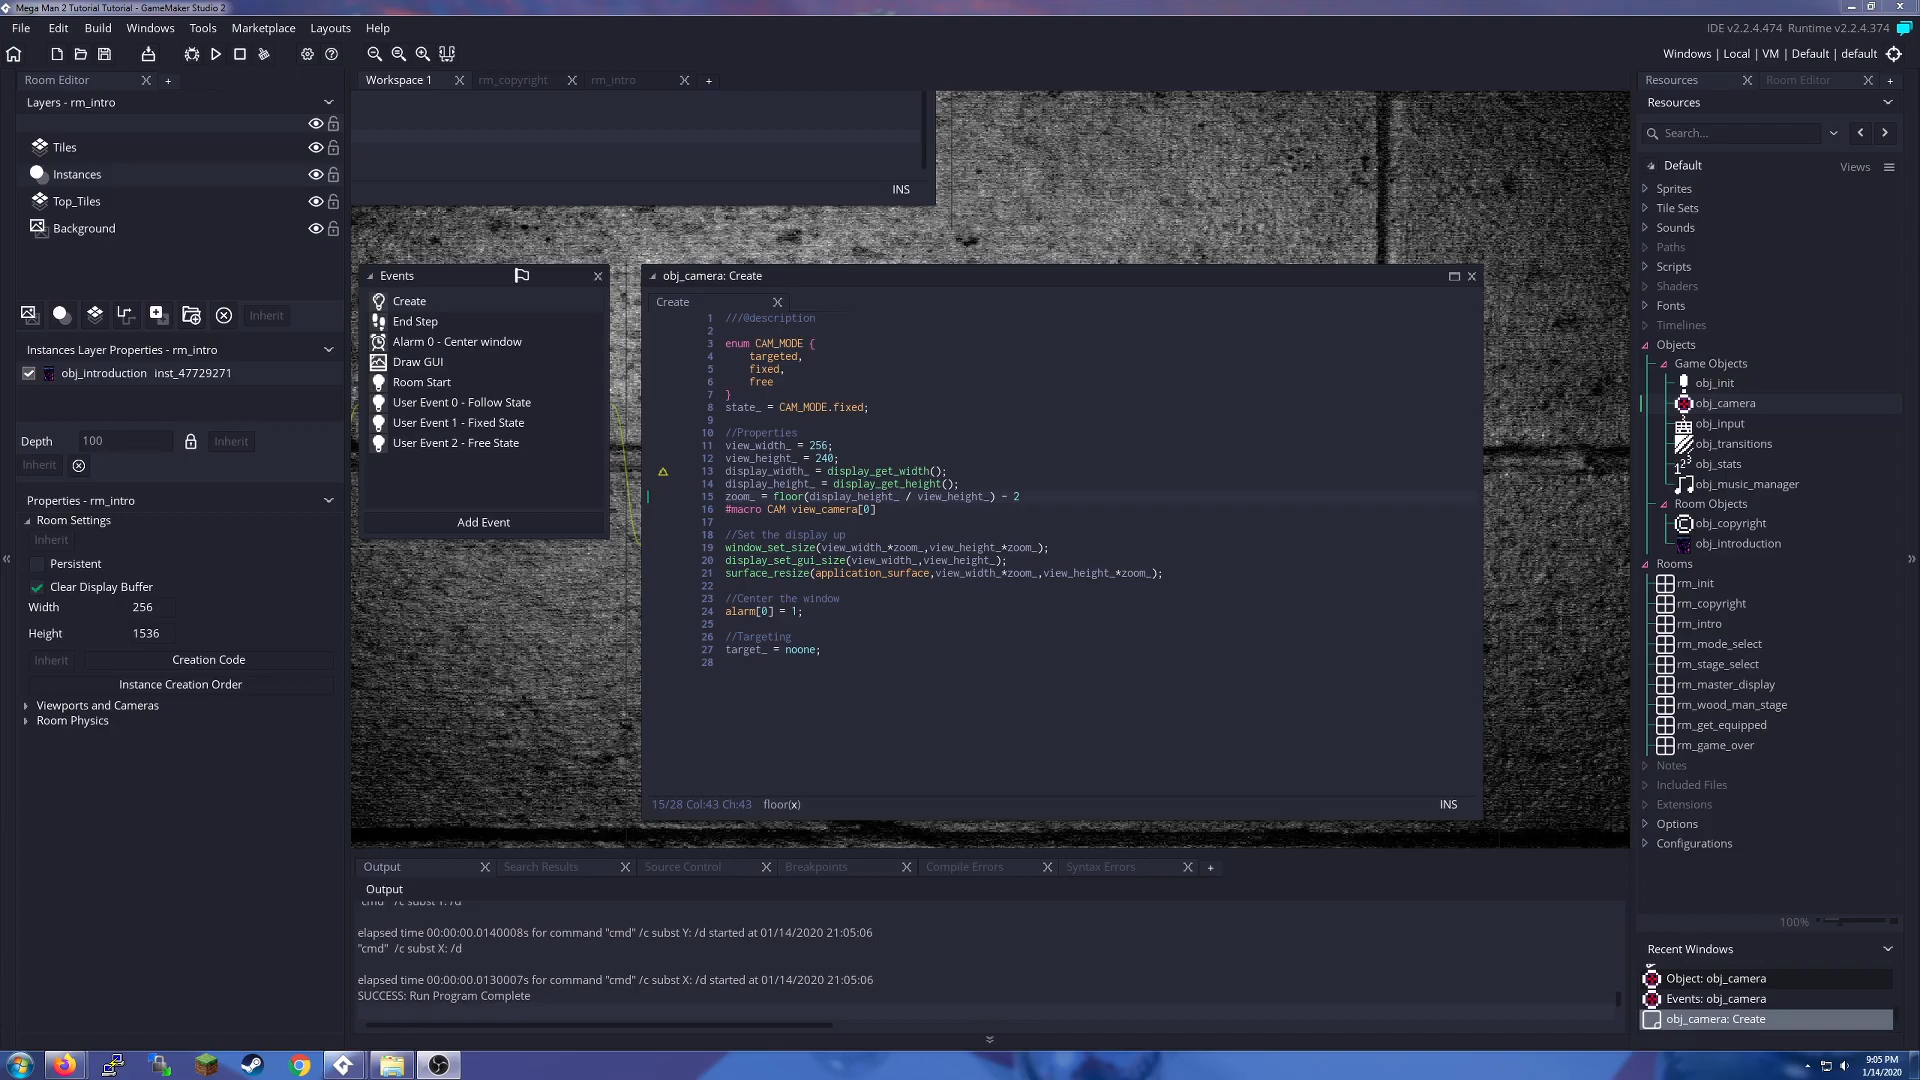 Mega Man 2 Tutorial Tutorial - GameMaker Studio 2
File Edit Build Windows Tools Marketplace Layouts Help
IDE v2.2.4.474 Runtime v2.2.4.374
Windows | Local | VM | Default | default
Room Editor
Layers - rm_intro
Tiles
Instances
Top_Tiles
Background
Inherit
Instances Layer Properties - rm_intro
obj_introduction inst_47729271
Depth 100 Inherit
Inherit
Properties - rm_intro
Room Settings
Inherit
Persistent
Clear Display Buffer
Width 256
Height 1536
Inherit Creation Code
Instance Creation Order
Viewports and Cameras
Room Physics
Workspace 1 rm_copyright rm_intro
INS
Events
Create
End Step
Alarm 0 - Center window
Draw GUI
Room Start
User Event 0 - Follow State
User Event 1 - Fixed State
User Event 2 - Free State
Add Event
obj_camera: Create
Create
1 ///@description
2
3 enum CAM_MODE {
4 targeted,
5 fixed,
6 free
7 }
8 state_ = CAM_MODE.fixed;
9
10 //Properties
11 view_width_ = 256;
12 view_height_ = 240;
13 display_width_ = display_get_width();
14 display_height_ = display_get_height();
15 zoom_ = floor(display_height_ / view_height_) - 2
16 #macro CAM view_camera[0]
17
18 //Set the display up
19 window_set_size(view_width_*zoom_,view_height_*zoom_);
20 display_set_gui_size(view_width_,view_height_);
21 surface_resize(application_surface,view_width_*zoom_,view_height_*zoom_);
22
23 //Center the window
24 alarm[0] = 1;
25
26 //Targeting
27 target_ = noone;
28
15/28 Col:43 Ch:43 floor(x) INS
Output Search Results Source Control Breakpoints Compile Errors Syntax Errors
Output
"cmd" /c subst Y: /d
elapsed time 00:00:00.0140008s for command "cmd" /c subst Y: /d started at 01/14/2020 21:05:06
"cmd" /c subst X: /d
elapsed time 00:00:00.0130007s for command "cmd" /c subst X: /d started at 01/14/2020 21:05:06
SUCCESS: Run Program Complete
Resources Room Editor
Resources
Search...
Default Views
Sprites
Tile Sets
Sounds
Paths
Scripts
Shaders
Fonts
Timelines
Objects
Game Objects
obj_init
obj_camera
obj_input
obj_transitions
obj_stats
obj_music_manager
Room Objects
obj_copyright
obj_introduction
Rooms
rm_init
rm_copyright
rm_intro
rm_mode_select
rm_stage_select
rm_master_display
rm_wood_man_stage
rm_get_equipped
rm_game_over
Notes
Included Files
Extensions
Options
Configurations
100%
Recent Windows
Object: obj_camera
Events: obj_camera
obj_camera: Create
9:05 PM
1/14/2020